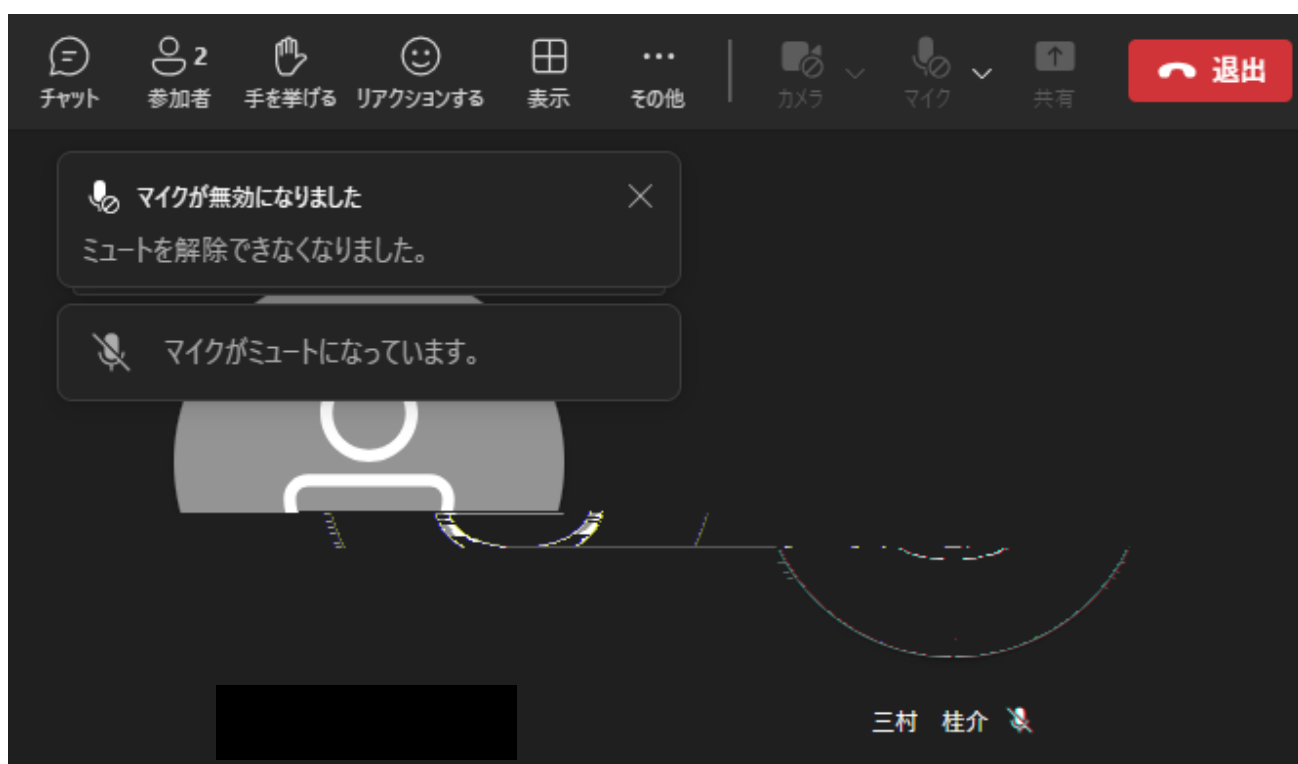 2
チャット 参加者 手を挙げる リアクションする 表示 その他 カメラ マイク 共有 退出
マイクが無効になりました
ミュートを解除できなくなりました。
マイクがミュートになっています。
三村 桂介